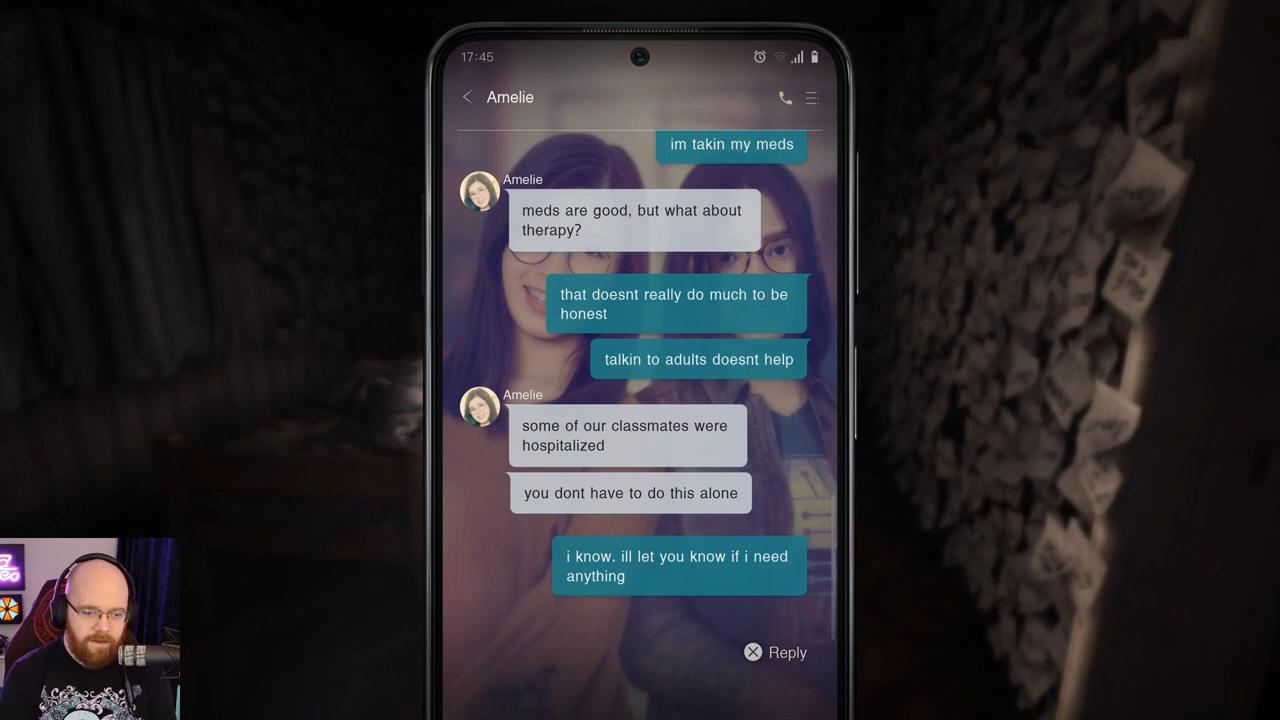 17:45
Amelie
im takin my meds
Amelie
meds are good, but what about
therapy?
that doesnt really do much to be
honest
talkin to adults doesnt help
Amelie
some of our classmates were
hospitalized
you dont have to do this alone
i know. ill let you know if i need
anything
Reply